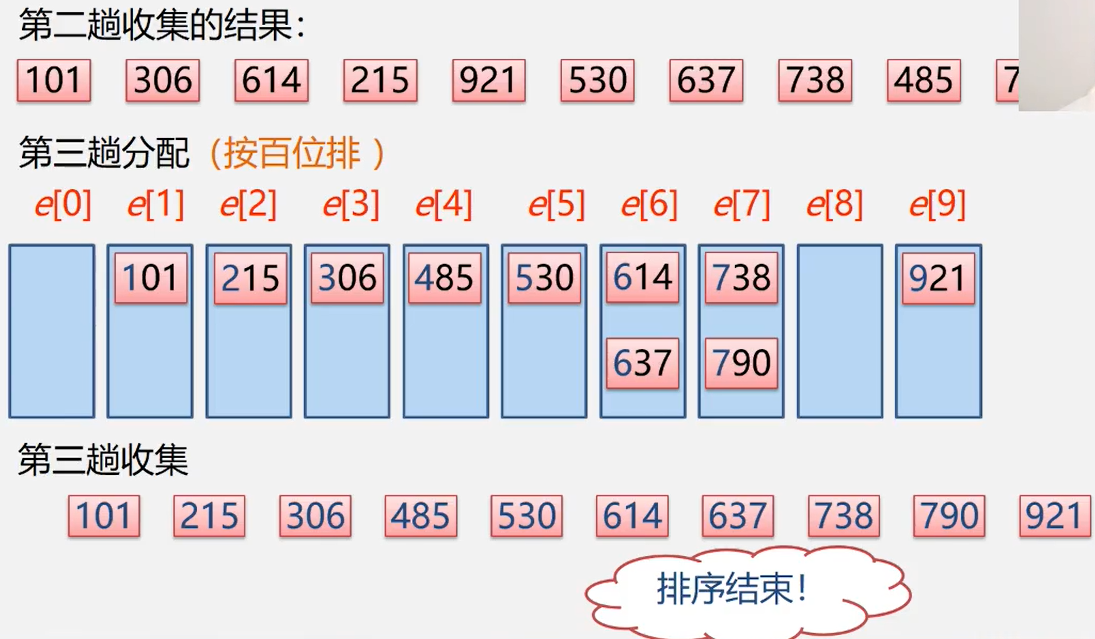 第二趟收集的结果：
101 306 614 215 921 530 637 738 485 7
第三趟分配（按百位排 ）
e[0] e[1] e[2] e[3] e[4] e[5] e[6] e[7] e[8] e[9]
101 215 306 485 530 614 738 921
637 790
第三趟收集
101 215 306 485 530 614 637 738 790 921
排序结束！